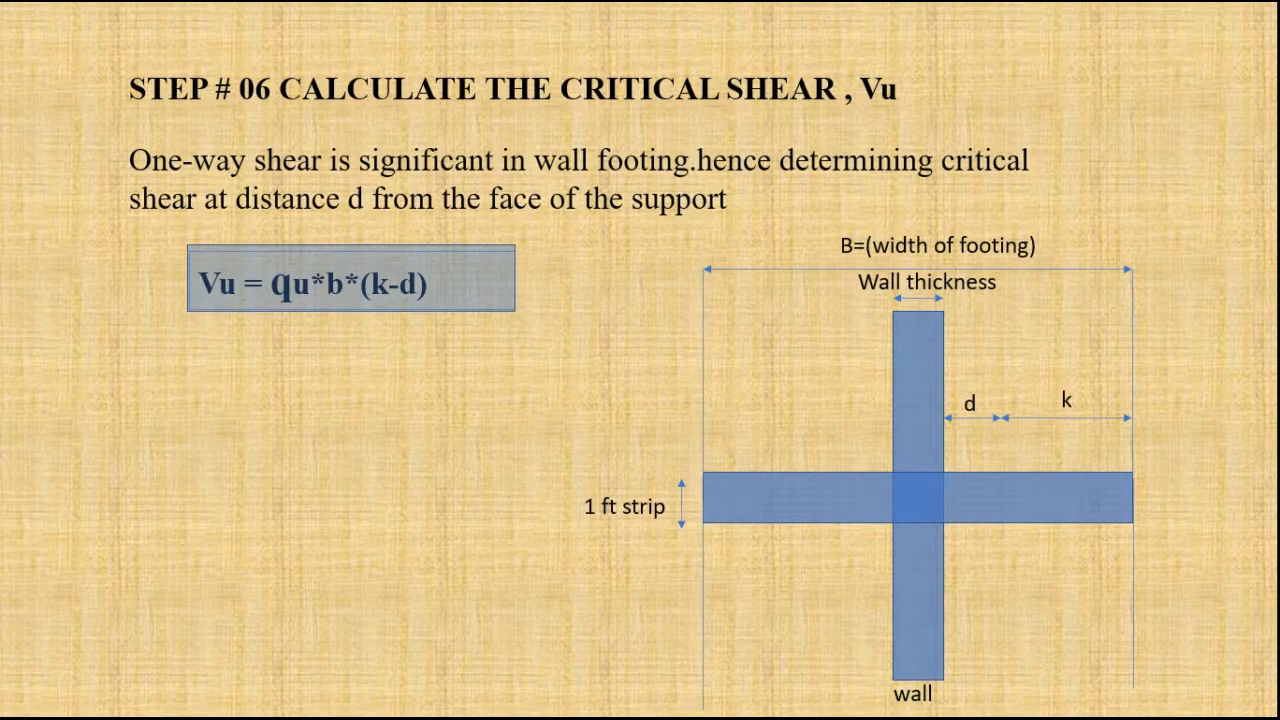 STEP # 06 CALCULATE THE CRITICAL SHEAR , Vu
One-way shear is significant in wall footing.hence determining critical
shear at distance d from the face of the support
Vu = qu*b*(k-d)
B=(width of footing)
Wall thickness
d
k
1 ft strip
wall